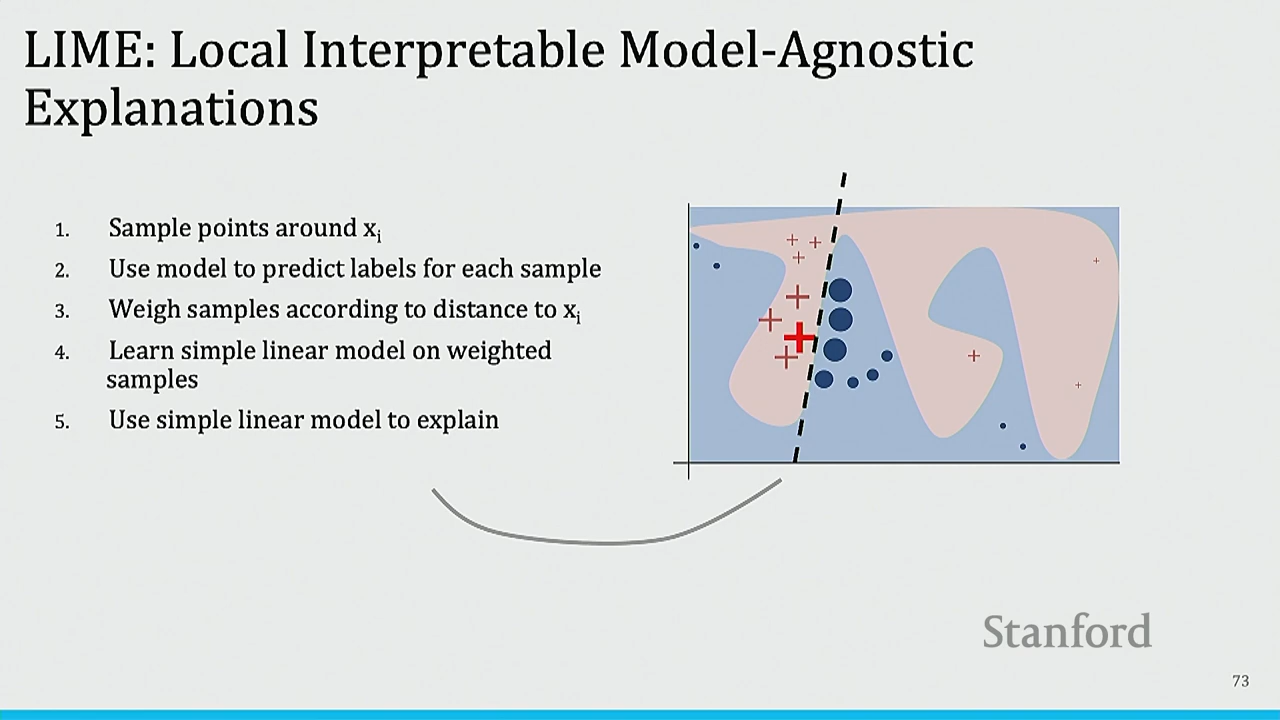 LIME: Local Interpretable Model-Agnostic
Explanations
1. Sample points around xi
2. Use model to predict labels for each sample
3. Weigh samples according to distance to xi
4. Learn simple linear model on weighted
samples
5. Use simple linear model to explain
Stanford
73